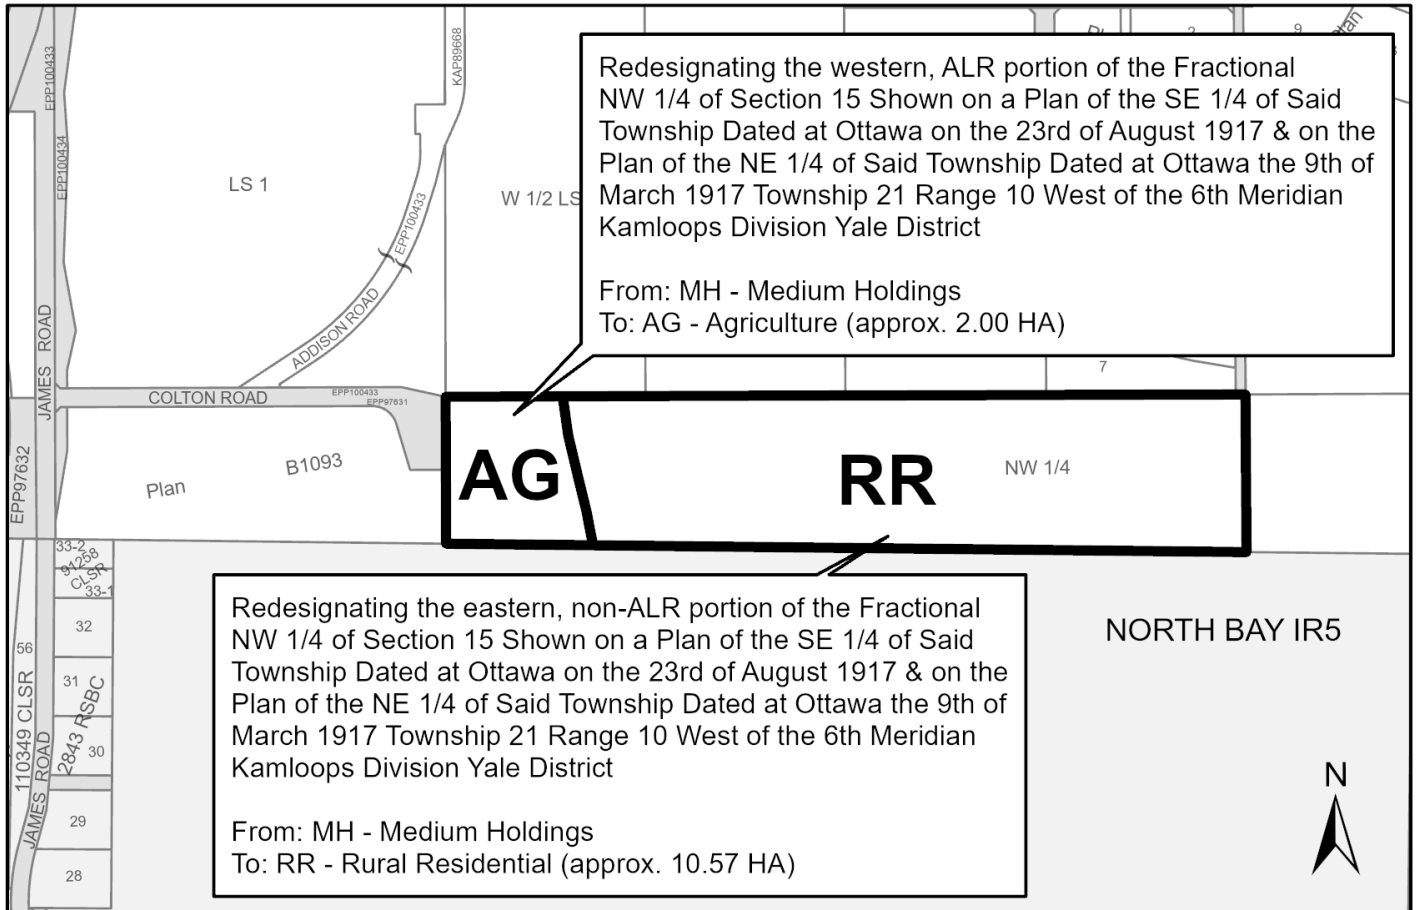 EPP100433
KAP89668
2
9
Plan
Redesignating the western, ALR portion of the Fractional
NW 1/4 of Section 15 Shown on a Plan of the SE 1/4 of Said
Township Dated at Ottawa on the 23rd of August 1917 & on the
Plan of the NE 1/4 of Said Township Dated at Ottawa the 9th of
March 1917 Township 21 Range 10 West of the 6th Meridian
Kamloops Division Yale District
From: MH - Medium Holdings
To: AG - Agriculture (approx. 2.00 HA)
EPP100434
LS 1
W 1/2 LS
EPP100433
ADDISON ROAD
JAMES ROAD
7
COLTON ROAD
EPP100433
EPP97631
EPP97632
Plan
B1093
AG
RR
NW 1/4
33-2
91258
CLSR
33-1
32
56
31
30
110349 CLSR
2843 RSBC
JAMES ROAD
29
28
Redesignating the eastern, non-ALR portion of the Fractional
NW 1/4 of Section 15 Shown on a Plan of the SE 1/4 of Said
Township Dated at Ottawa on the 23rd of August 1917 & on the
Plan of the NE 1/4 of Said Township Dated at Ottawa the 9th of
March 1917 Township 21 Range 10 West of the 6th Meridian
Kamloops Division Yale District
From: MH - Medium Holdings
To: RR - Rural Residential (approx. 10.57 HA)
NORTH BAY IR5
N